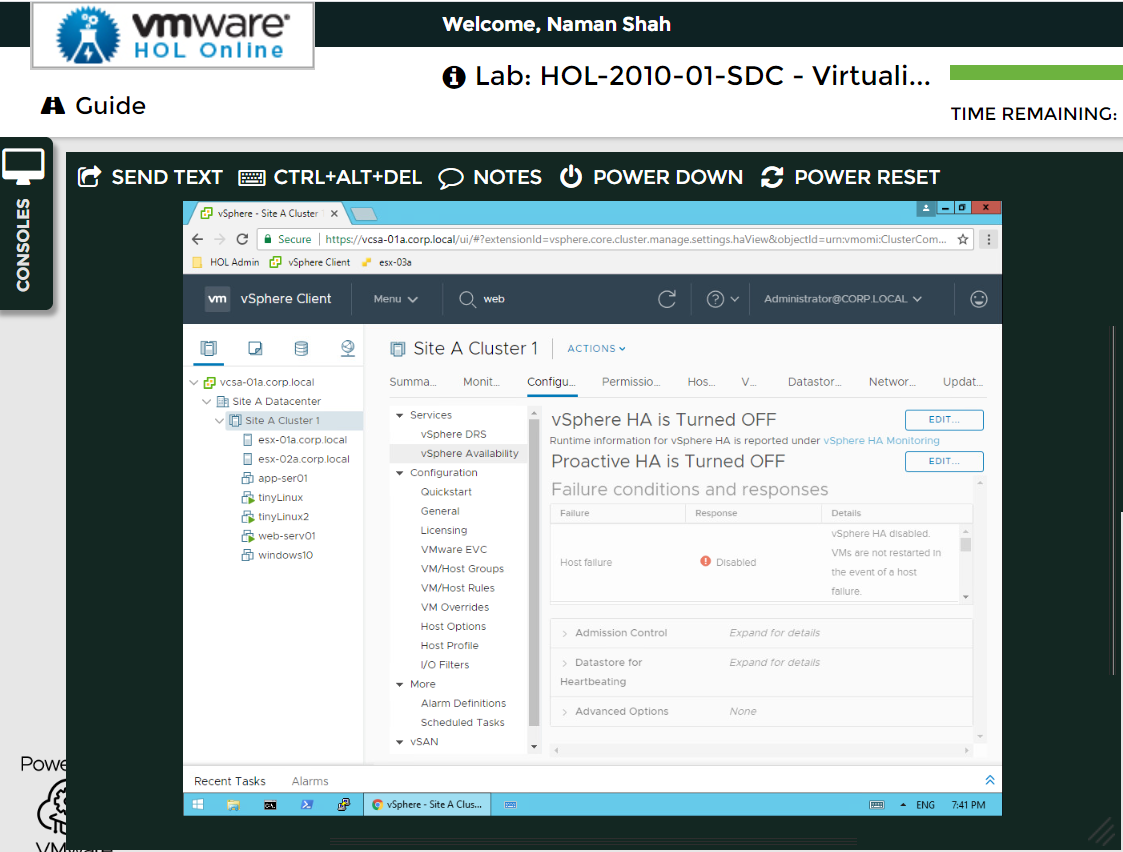 vmware®
HOL Online
Welcome, Naman Shah
Lab: HOL-2010-01-SDC - Virtuali...
Guide
TIME REMAINING:
CONSOLES
SEND TEXT CTRL+ALT+DEL NOTES POWER DOWN POWER RESET
vSphere - Site A Cluster
Secure https://vcsa-01a.corp.local/ui/#?extensionId=vsphere.core.cluster.manage.settings.haView&objectId=urn:vmomi:ClusterCom...
HOL Admin vSphere Client esx-03a
vm vSphere Client Menu web Administrator@CORP.LOCAL
Site A Cluster 1 ACTIONS
Summa... Monit... Configu... Permissio... Hos... V... Datastor... Networ... Updat...
vcsa-01a.corp.local
Site A Datacenter
Site A Cluster 1
esx-01a.corp.local
esx-02a.corp.local
app-ser01
tinyLinux
tinyLinux2
web-serv01
windows10
Services
vSphere DRS
vSphere Availability
Configuration
Quickstart
General
Licensing
VMware EVC
VM/Host Groups
VM/Host Rules
VM Overrides
Host Options
Host Profile
I/O Filters
More
Alarm Definitions
Scheduled Tasks
vSAN
vSphere HA is Turned OFF EDIT...
Runtime information for vSphere HA is reported under vSphere HA Monitoring
Proactive HA is Turned OFF EDIT...
Failure conditions and responses
Failure Response Details
Host failure Disabled vSphere HA disabled.
VMs are not restarted in
the event of a host
failure.
Admission Control Expand for details
Datastore for Expand for details
Heartbeating
Advanced Options None
Recent Tasks Alarms
vSphere - Site A Clus... ENG 7:41 PM
Powe
VMware